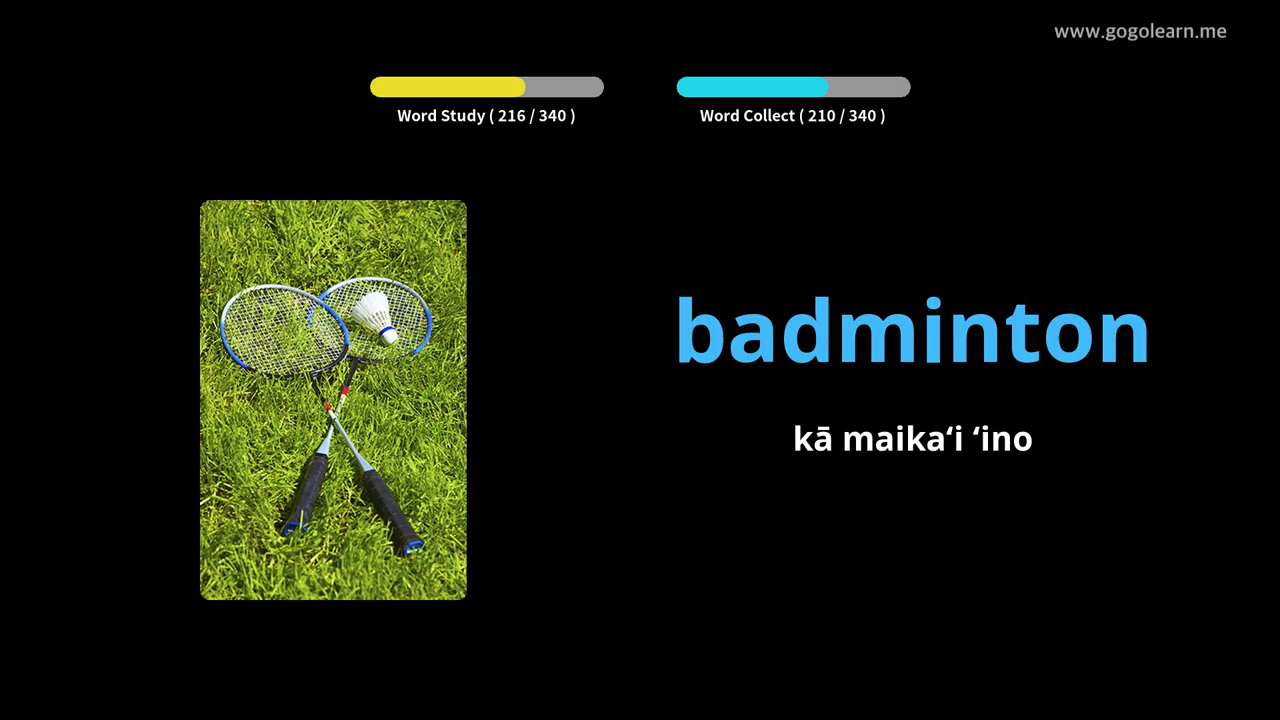 www.gogolearn.me
Word Study ( 216 / 340 )
Word Collect ( 210 / 340 )
badminton
kā maikaʻi ʻino